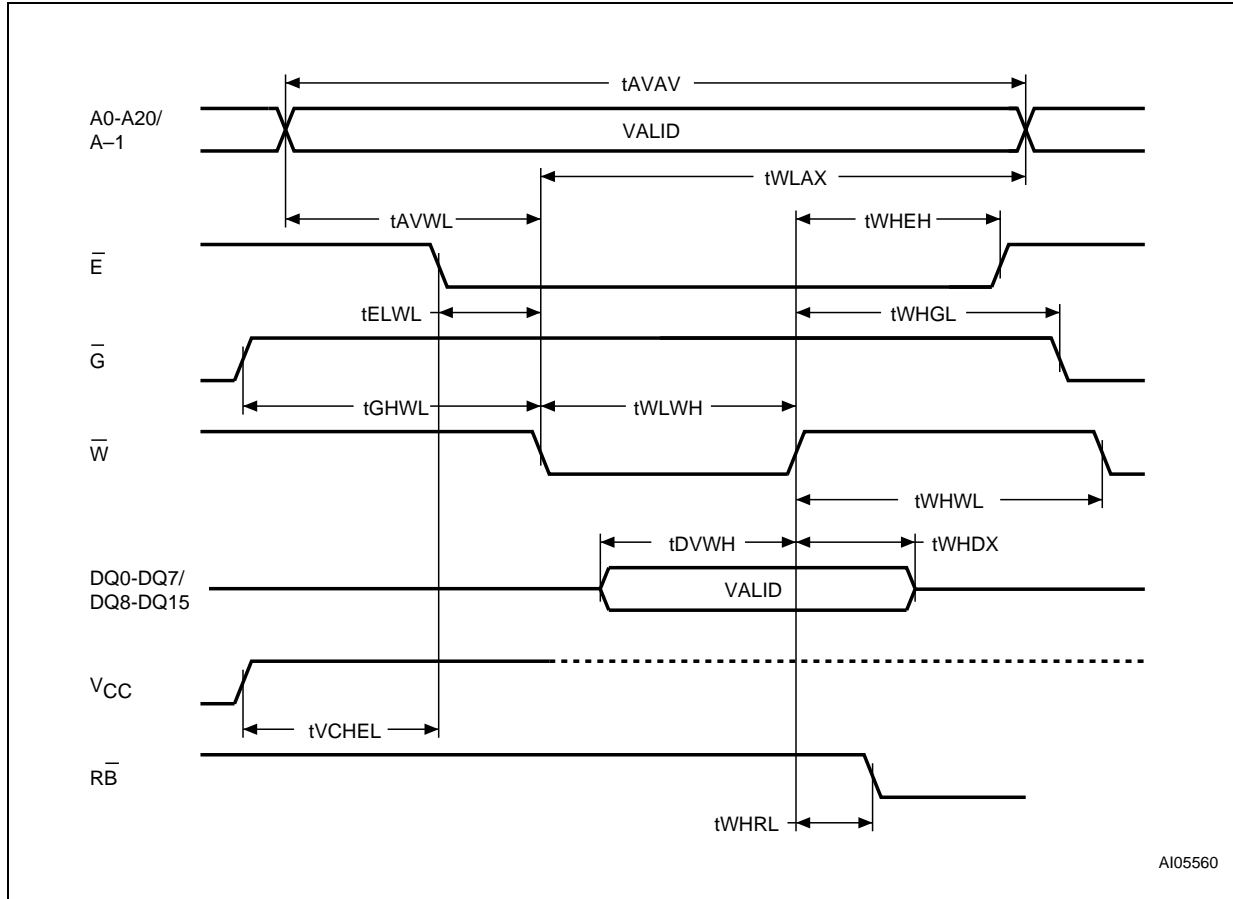 tAVAV
A0-A20/
A–1
VALID
tWLAX
tAVWL
tWHEH
E̅
tELWL
tWHGL
G̅
tGHWL
tWLWH
W̅
tWHWL
tDVWH
tWHDX
DQ0-DQ7/
DQ8-DQ15
VALID
VCC
tVCHEL
RB̅
tWHRL
AI05560